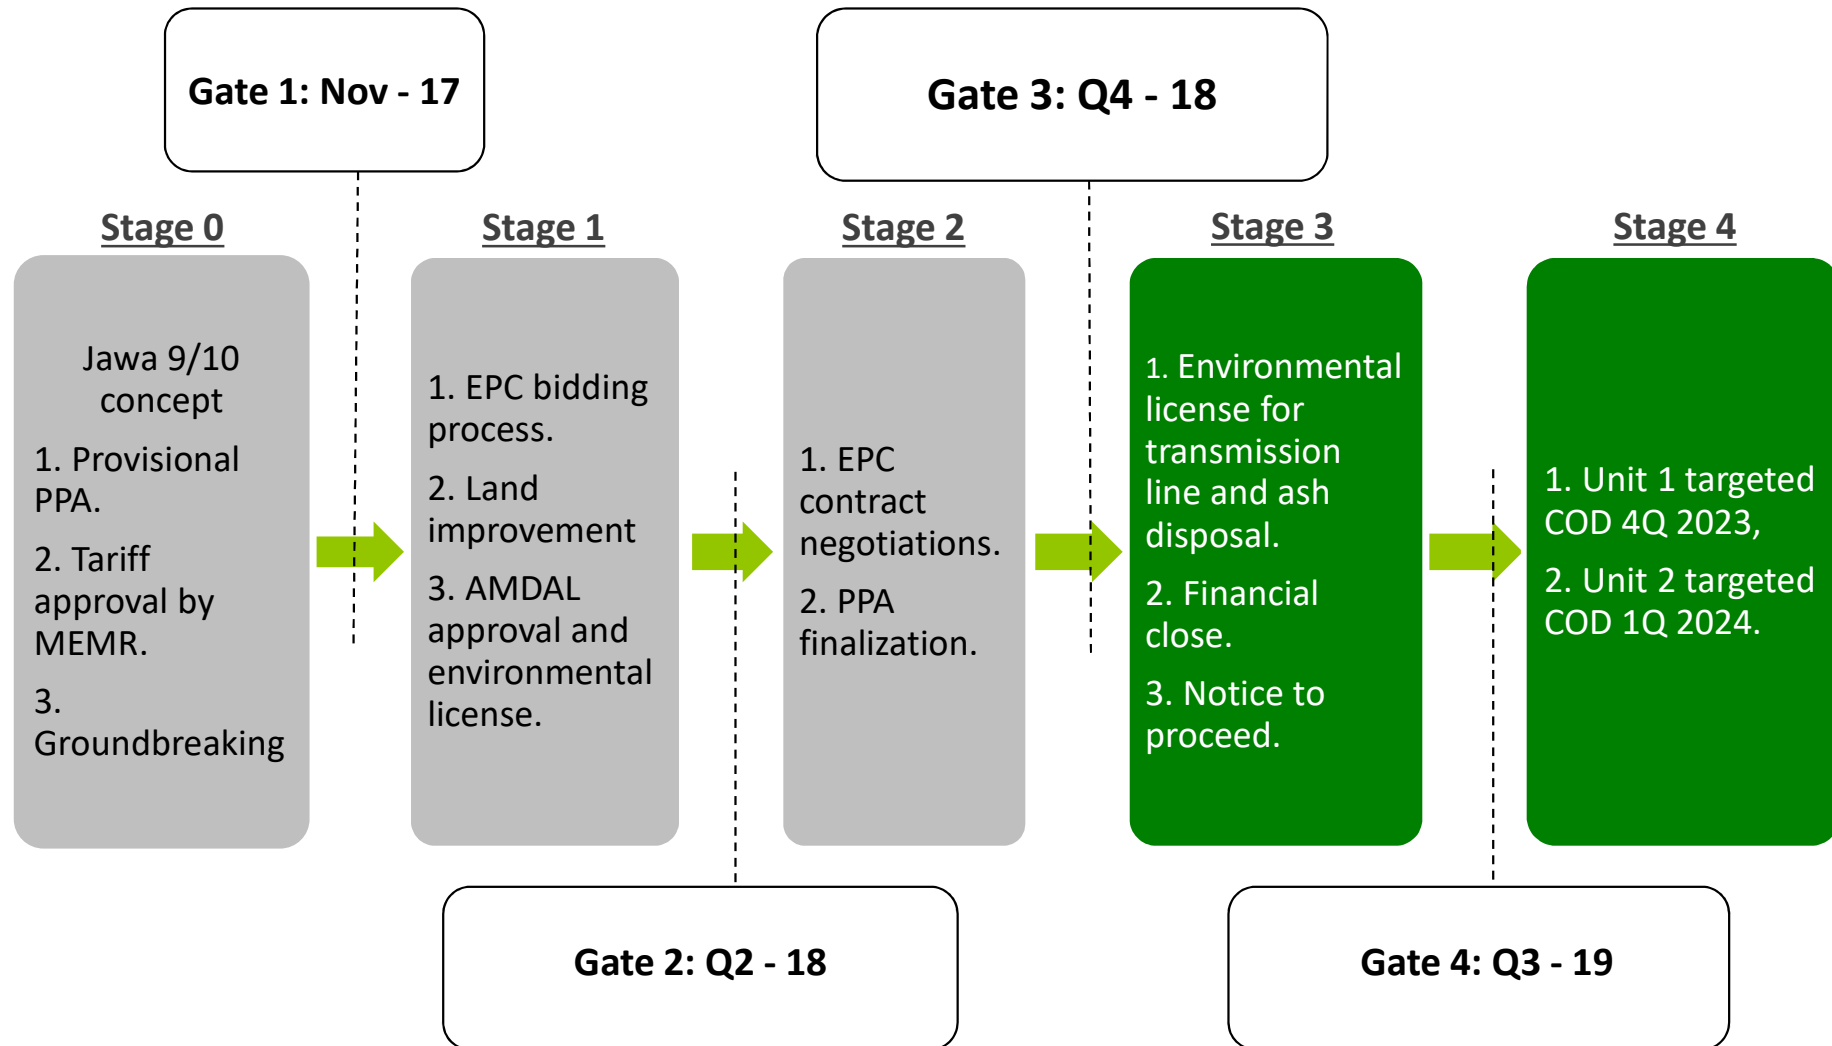 Gate 1: Nov - 17
Gate 3: Q4 - 18
Stage 0
Jawa 9/10
concept
1. Provisional
PPA.
2. Tariff
approval by
MEMR.
3.
Groundbreaking
Stage 1
1. EPC bidding
process.
2. Land
improvement
3. AMDAL
approval and
environmental
license.
Stage 2
1. EPC
contract
negotiations.
2. PPA
finalization.
Stage 3
1. Environmental
license for
transmission
line and ash
disposal.
2. Financial
close.
3. Notice to
proceed.
Stage 4
1. Unit 1 targeted
COD 4Q 2023,
2. Unit 2 targeted
COD 1Q 2024.
Gate 2: Q2 - 18
Gate 4: Q3 - 19